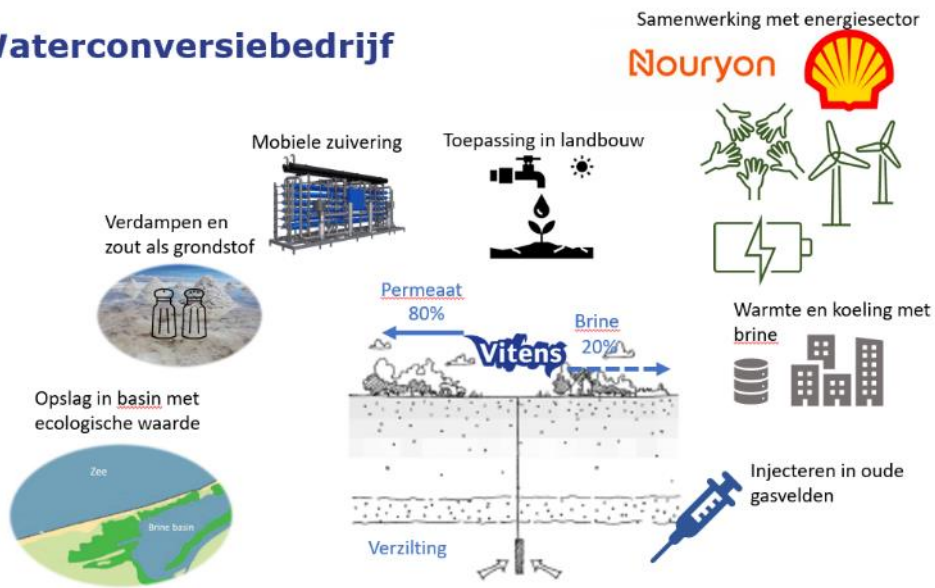 Waterconversiebedrijf
Samenwerking met energiesector
Nouryon
Mobiele zuivering
Toepassing in landbouw
Verdampen en
zout als grondstof
Permeaat
80%
Vitens
Brine
20%
Warmte en koeling met
brine
Opslag in basin met
ecologische waarde
Zee
Brine basin
Injecteren in oude
gasvelden
Verzilting